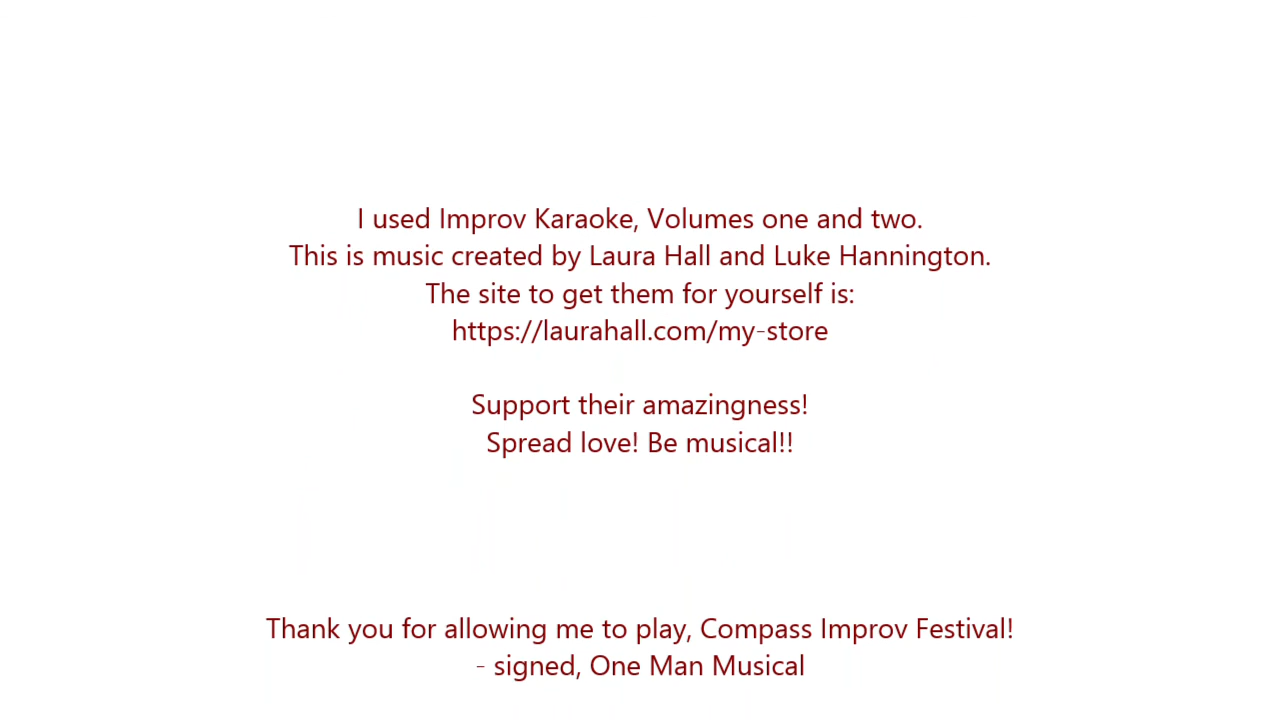 I used Improv Karaoke, Volumes one and two.
This is music created by Laura Hall and Luke Hannington.
The site to get them for yourself is:
https://laurahall.com/my-store
Support their amazingness!
Spread love! Be musical!!
Thank you for allowing me to play, Compass Improv Festival!
- signed, One Man Musical